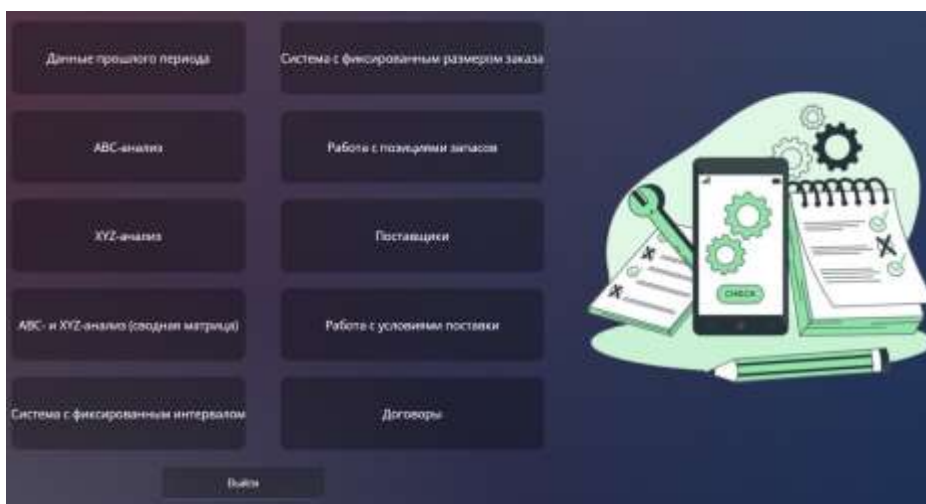 Данные прошлого периода
Система с фиксированным размером заказа
ABC-анализ
Работа с позициями запасов
XYZ-анализ
Поставщики
ABC- и XYZ-анализ (сводная матрица)
Работа с условиями поставки
Система с фиксированным интервалом
Договоры
Выйти
CHECK